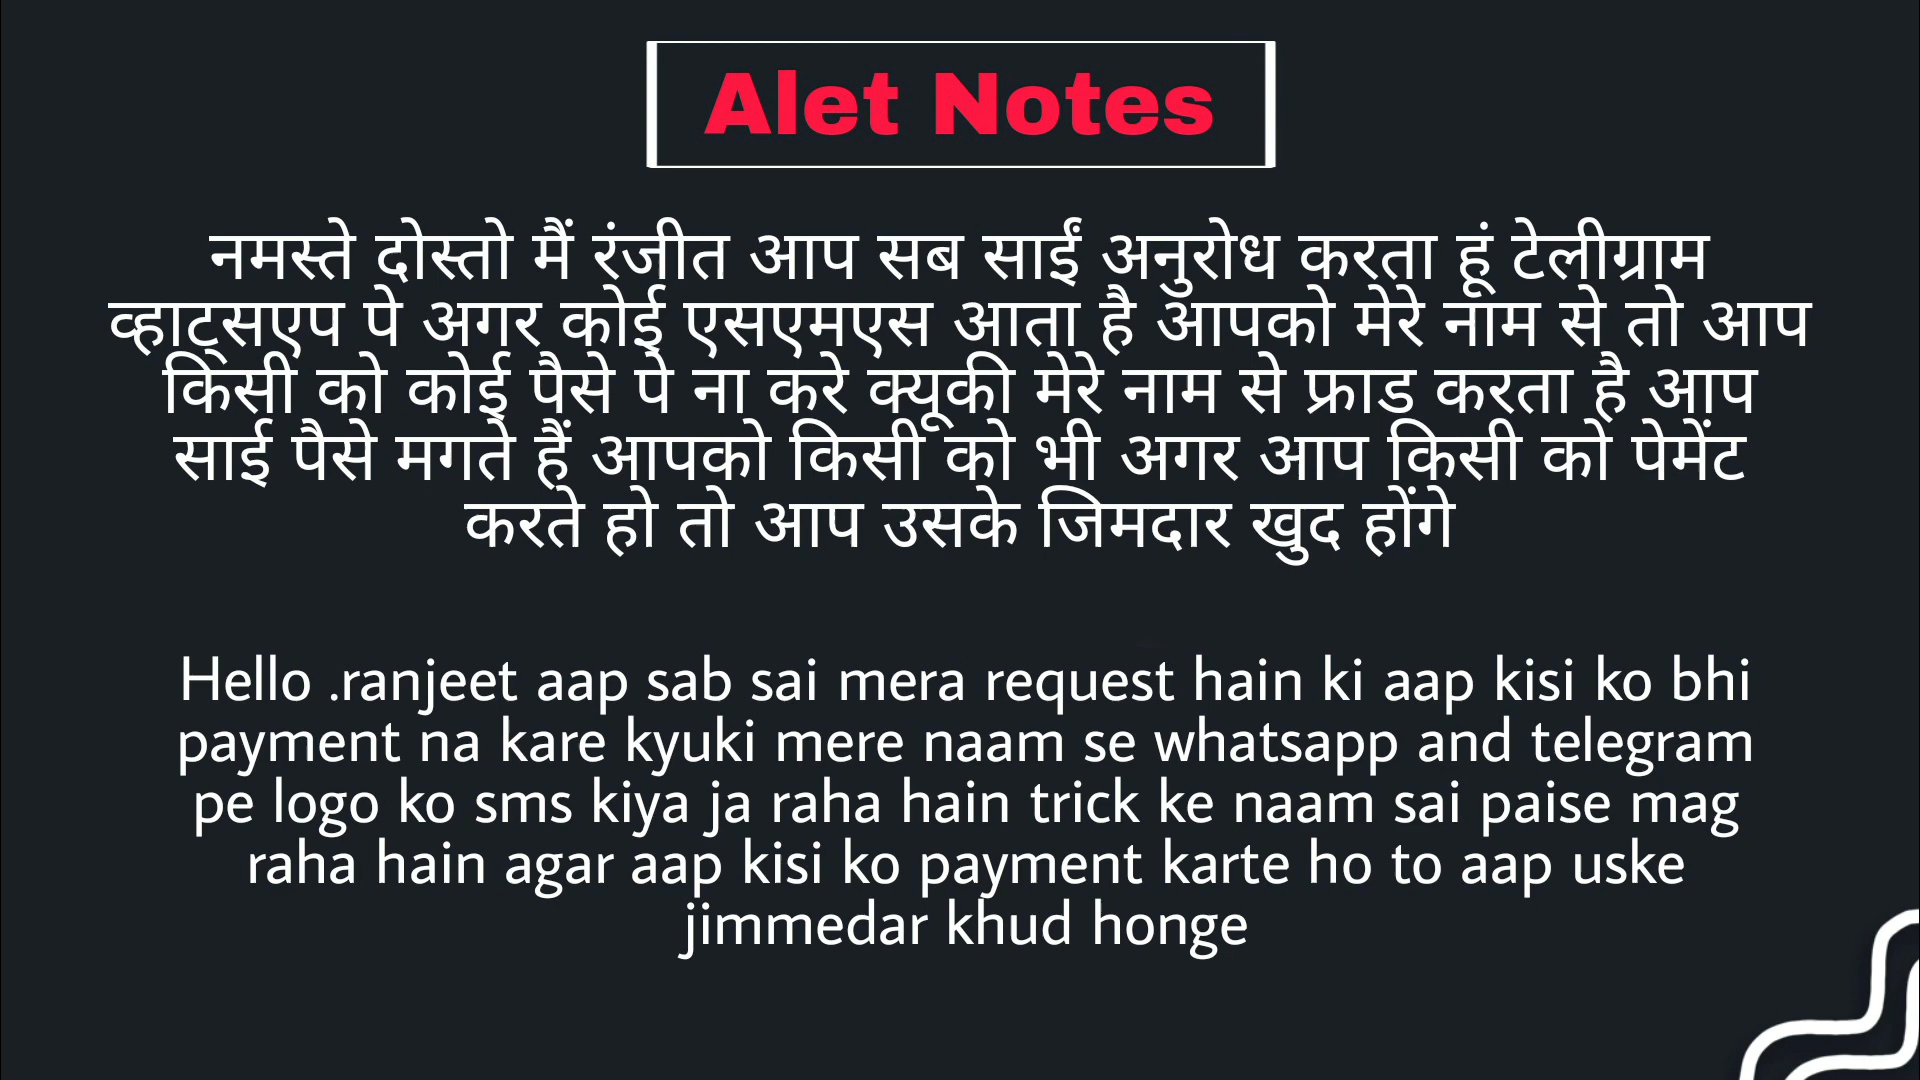 Alet Notes
नमस्ते दोस्तो मैं रंजीत आप सब साईं अनुरोध करता हूं टेलीग्राम
व्हाट्सएप पे अगर कोई एसएमएस आता है आपको मेरे नाम से तो आप
किसी को कोई पैसे पे ना करे क्यूकी मेरे नाम से फ्राड करता है आप
साई पैसे मगते हैं आपको किसी को भी अगर आप किसी को पेमेंट
करते हो तो आप उसके जिमदार खुद होंगे
Hello .ranjeet aap sab sai mera request hain ki aap kisi ko bhi
payment na kare kyuki mere naam se whatsapp and telegram
pe logo ko sms kiya ja raha hain trick ke naam sai paise mag
raha hain agar aap kisi ko payment karte ho to aap uske
jimmedar khud honge